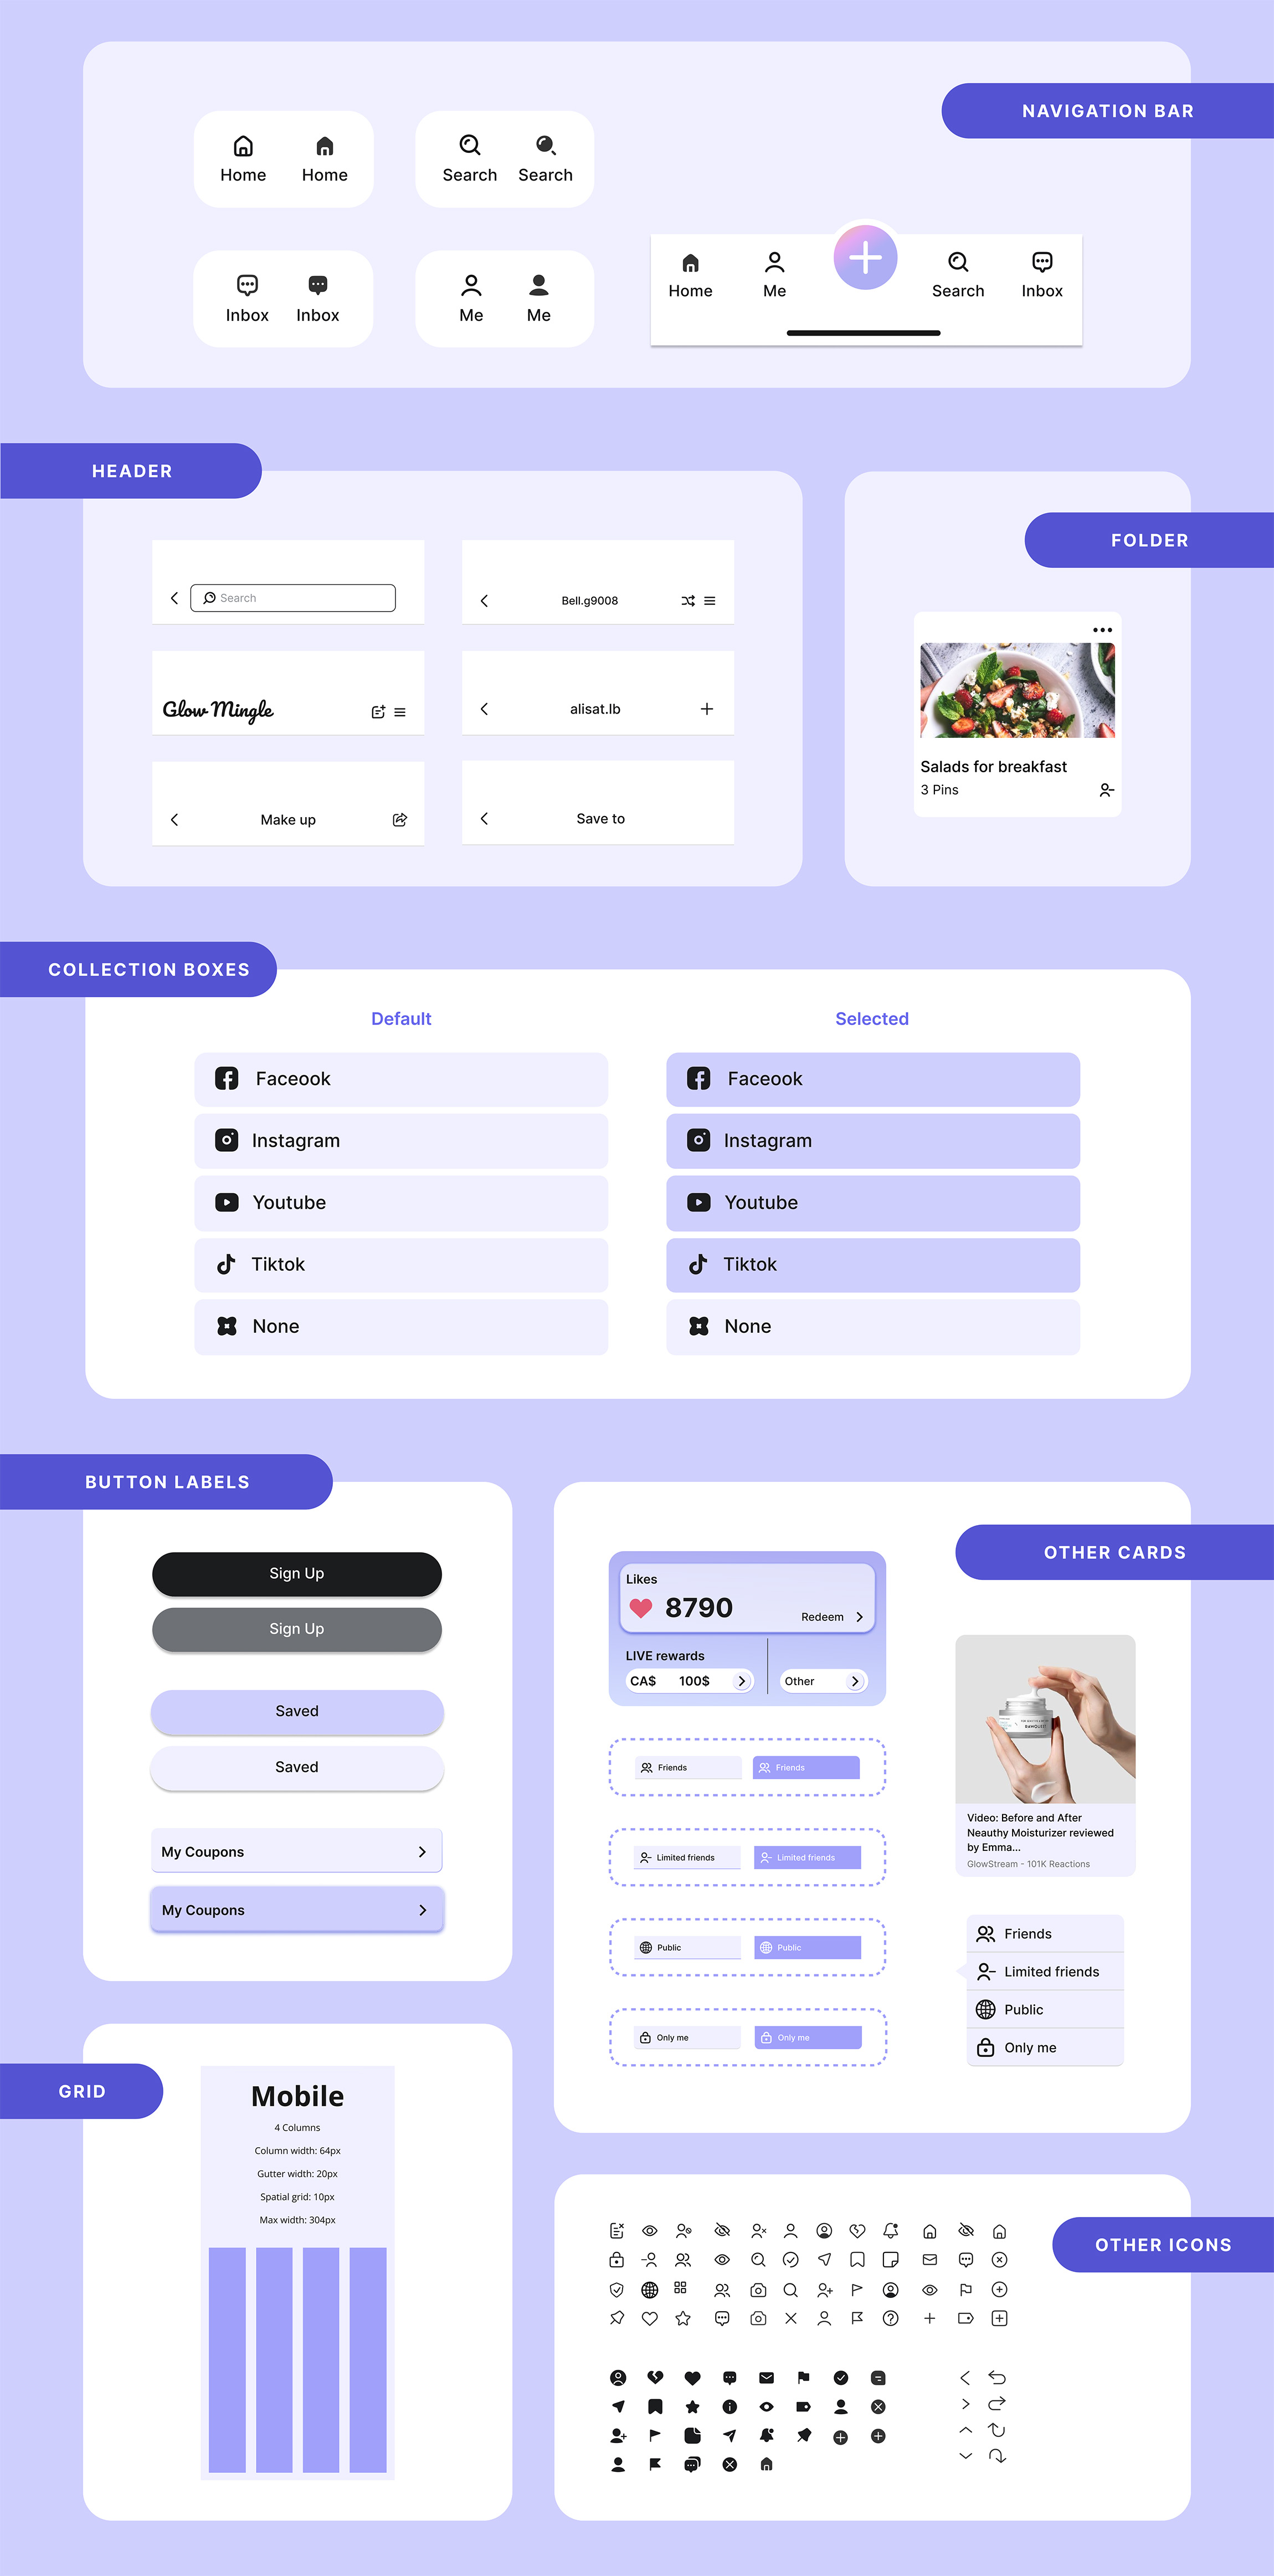 NAVIGATION BAR
Home Home
Search Search
Inbox Inbox
Me Me
Home Me Search Inbox
HEADER
Search
Bell.g9008
Glow Mingle
alisat.lb
Make up
Save to
FOLDER
Salads for breakfast
3 Pins
COLLECTION BOXES
Default
Faceook
Instagram
Youtube
Tiktok
None
Selected
Faceook
Instagram
Youtube
Tiktok
None
BUTTON LABELS
Sign Up
Sign Up
Saved
Saved
My Coupons
My Coupons
OTHER CARDS
Likes
8790
Redeem
LIVE rewards
CA$ 100$
Other
Friends Friends
Limited friends Limited friends
Public Public
Only me Only me
Video: Before and After
Neauthy Moisturizer reviewed
by Emma...
GlowStream - 101K Reactions
Friends
Limited friends
Public
Only me
GRID
Mobile
4 Columns
Column width: 64px
Gutter width: 20px
Spatial grid: 10px
Max width: 304px
OTHER ICONS